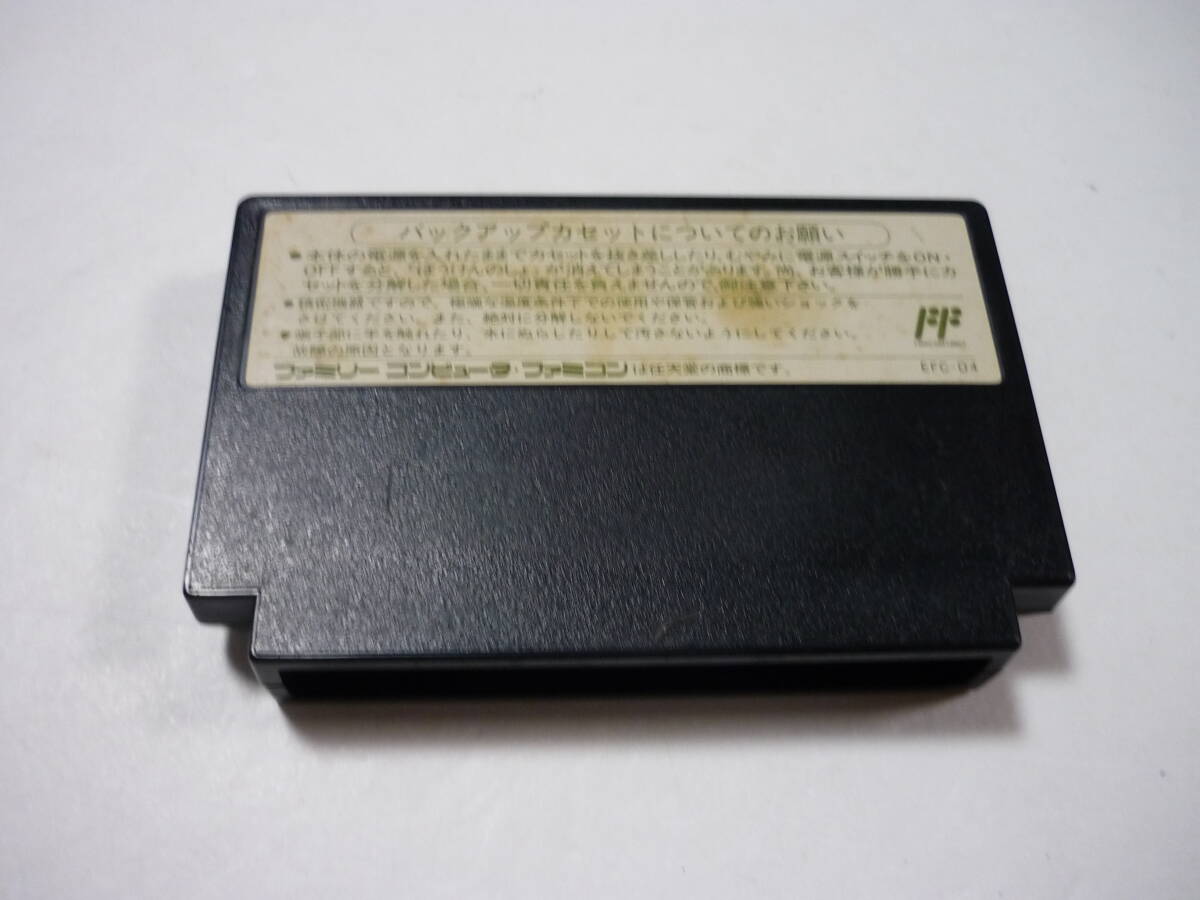 バックアップカセットについてのお願い
●本体の電源を入れたままでカセットを抜き差ししたり、むやみに電源スイッチをON・
OFFすると、「ぼうけんのしょ」が消えてしまうことがあります。尚、お客様が勝手にカ
セットを分解した場合、一切責任を負えませんので御注意下さい。
●精密機器ですので、極端な温度条件下での使用や保管および強いショックを
さけてください。また、絶対に分解しないでください。
●端子部に手を触れたり、水にぬらしたりして汚さないようにしてください。
故障の原因となります。
FF
ファミリー コンピュータ・ファミコンは任天堂の商標です。
EFC-D4